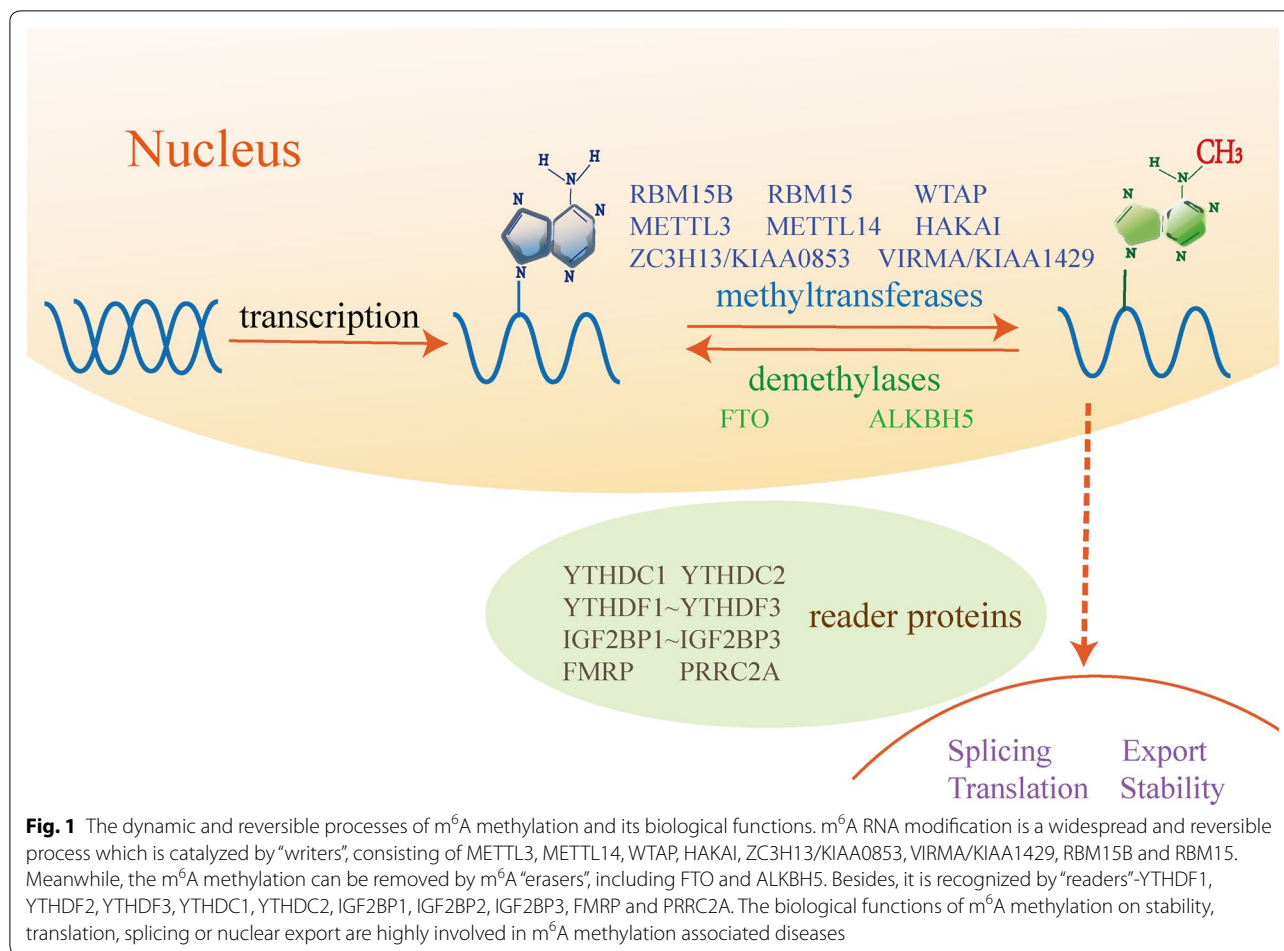 Nucleus
H H
N
N
N
N
RBM15B RBM15 WTAP
METTL3 METTL14 HAKAI
ZC3H13/KIAA0853 VIRMA/KIAA1429
H CH₃
N
N
N
N
N
transcription
methyltransferases
demethylases
FTO ALKBH5
YTHDC1 YTHDC2
YTHDF1~YTHDF3
IGF2BP1~IGF2BP3
FMRP PRRC2A
reader proteins
Splicing Export
Translation Stability
Fig. 1 The dynamic and reversible processes of m⁶A methylation and its biological functions. m⁶A RNA modification is a widespread and reversible
process which is catalyzed by “writers”, consisting of METTL3, METTL14, WTAP, HAKAI, ZC3H13/KIAA0853, VIRMA/KIAA1429, RBM15B and RBM15.
Meanwhile, the m⁶A methylation can be removed by m⁶A “erasers”, including FTO and ALKBH5. Besides, it is recognized by “readers”-YTHDF1,
YTHDF2, YTHDF3, YTHDC1, YTHDC2, IGF2BP1, IGF2BP2, IGF2BP3, FMRP and PRRC2A. The biological functions of m⁶A methylation on stability,
translation, splicing or nuclear export are highly involved in m⁶A methylation associated diseases